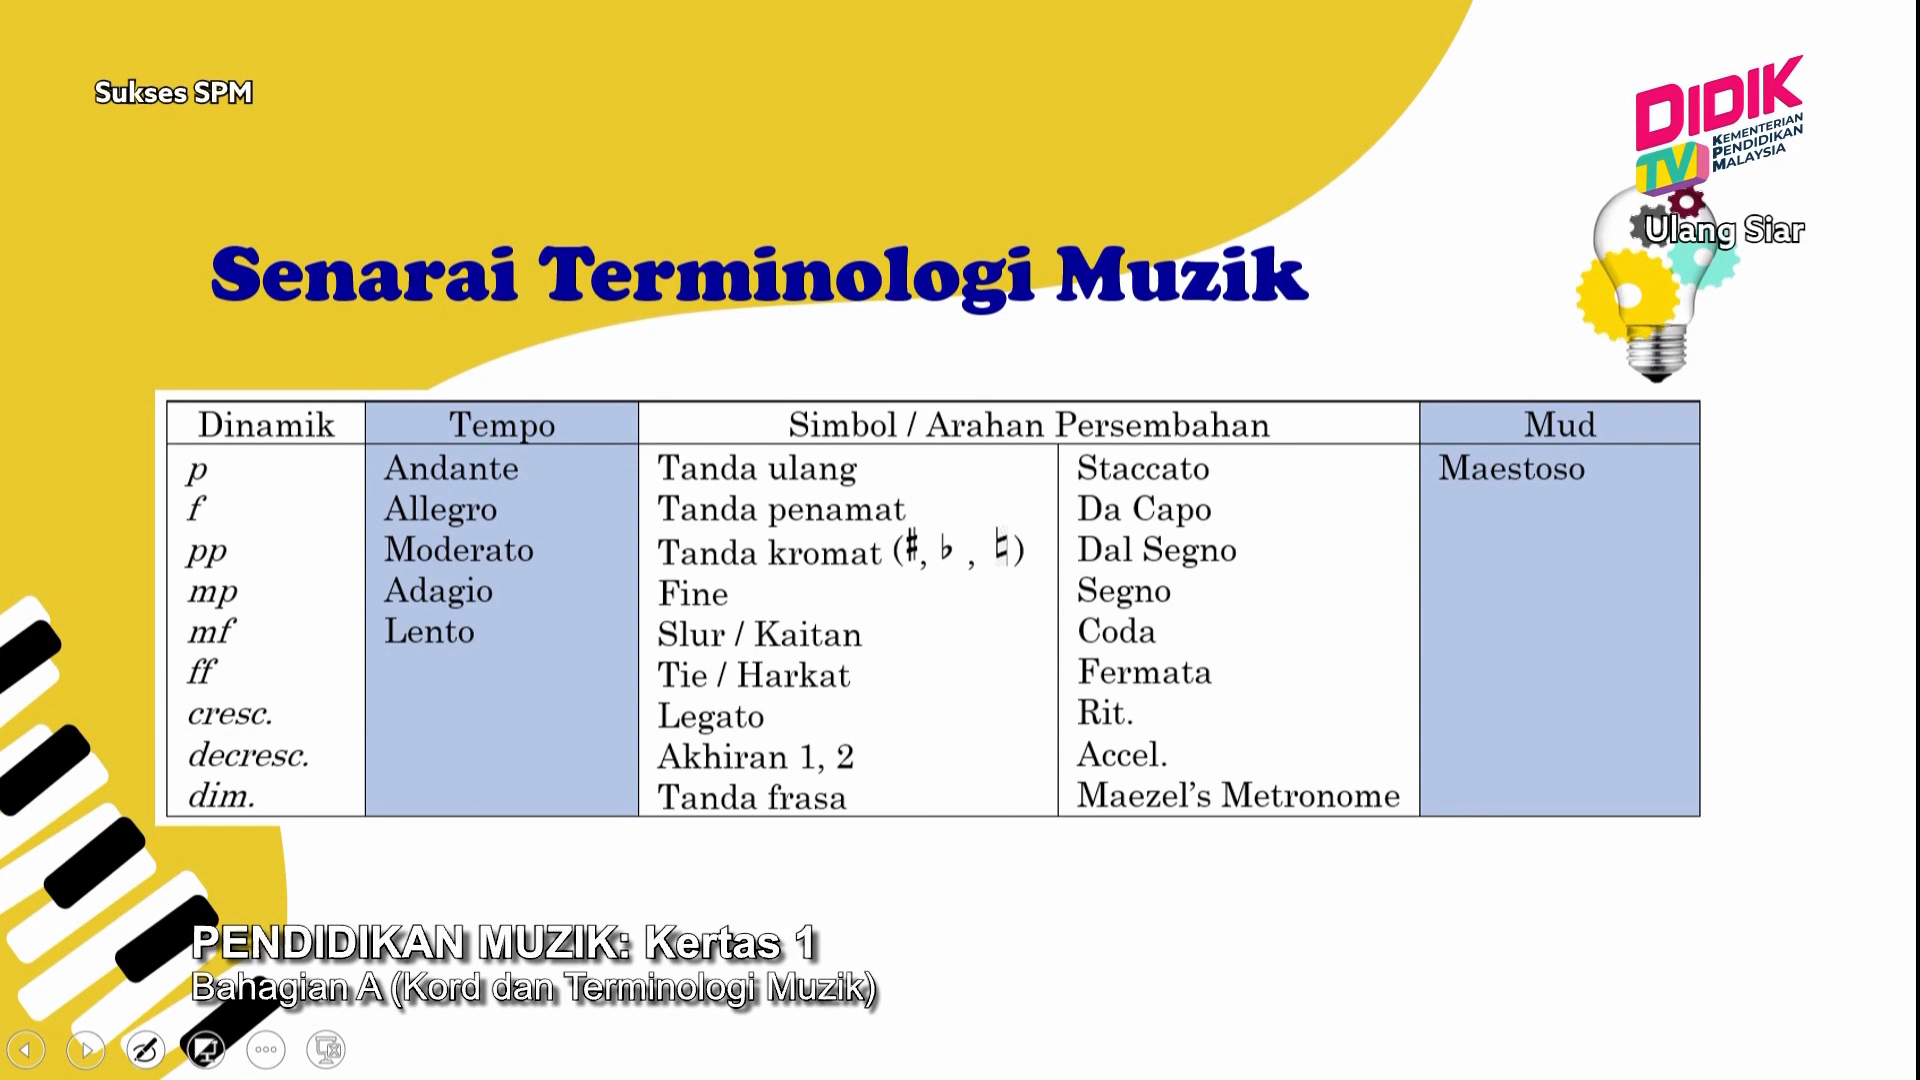 Sukses SPM
DIDIK
TV
KEMENTERIAN
PENDIDIKAN
MALAYSIA
Ulang Siar
Senarai Terminologi Muzik
Dinamik Tempo Simbol / Arahan Persembahan Mud
p Andante Tanda ulang Staccato Maestoso
f Allegro Tanda penamat Da Capo
pp Moderato Tanda kromat (♯, ♭, ♮) Dal Segno
mp Adagio Fine Segno
mf Lento Slur / Kaitan Coda
ff Tie / Harkat Fermata
cresc. Legato Rit.
decresc. Akhiran 1, 2 Accel.
dim. Tanda frasa Maezel's Metronome
PENDIDIKAN MUZIK: Kertas 1
Bahagian A (Kord dan Terminologi Muzik)